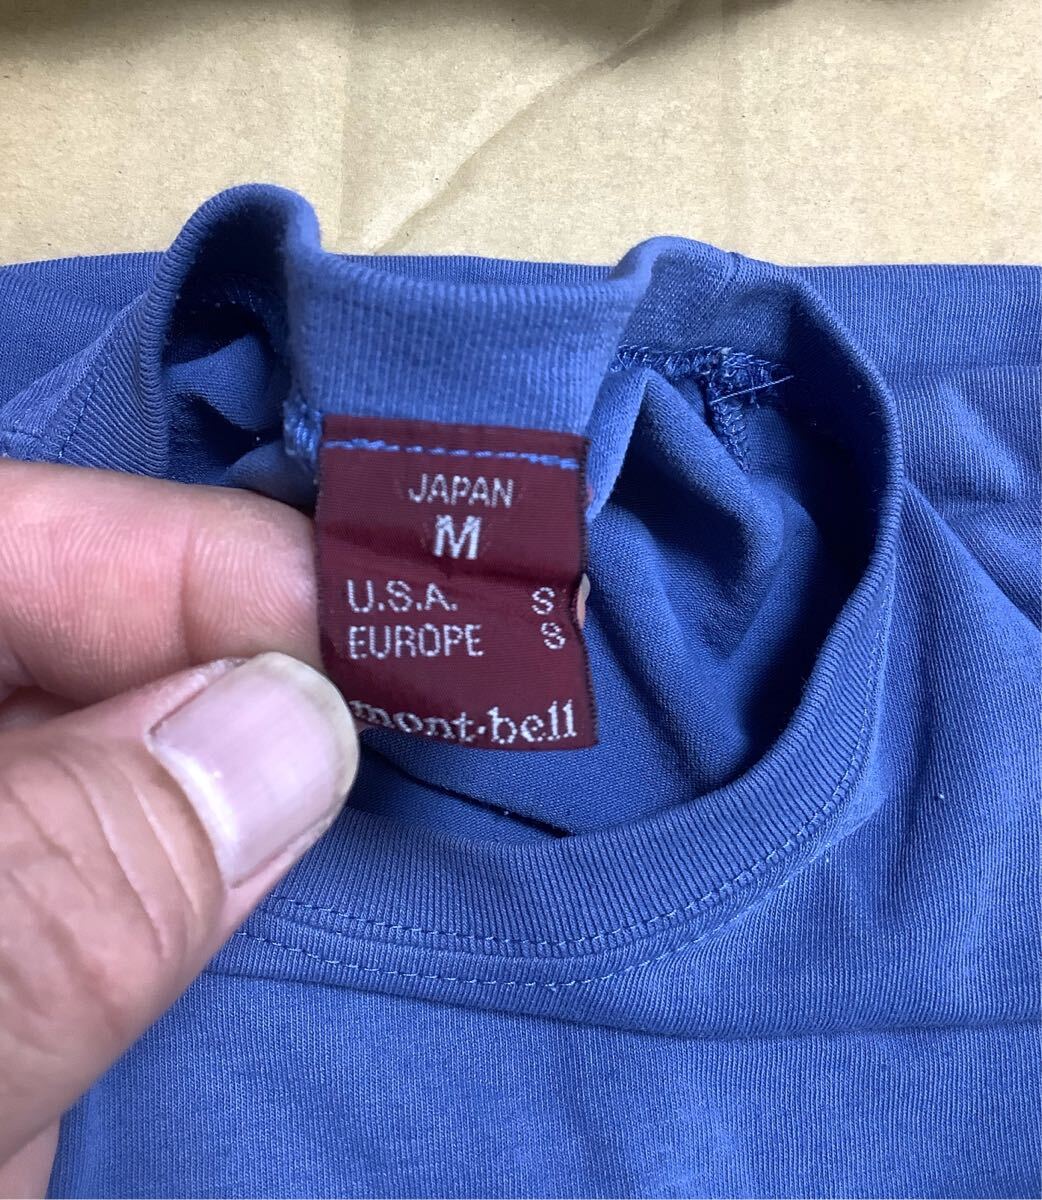 JAPAN
M
U.S.A. S
EUROPE S
mont-bell